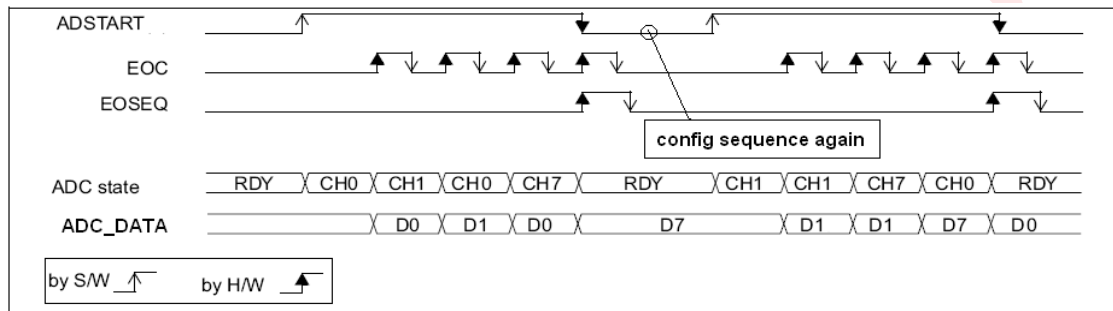 ADSTART
EOC
EOSEQ
config sequence again
ADC state RDY CH0 CH1 CH0 CH7 RDY CH1 CH1 CH7 CH0 RDY
ADC_DATA D0 D1 D0 D7 D1 D1 D7 D0
by S/W by H/W